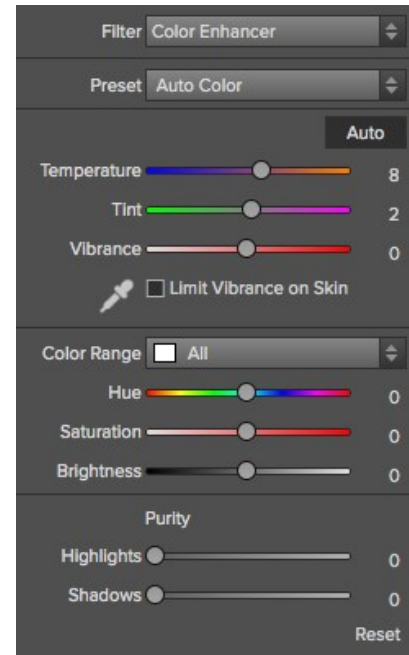 Filter Color Enhancer
Preset Auto Color
Auto
Temperature 8
Tint 2
Vibrance 0
Limit Vibrance on Skin
Color Range All
Hue 0
Saturation 0
Brightness 0
Purity
Highlights 0
Shadows 0
Reset